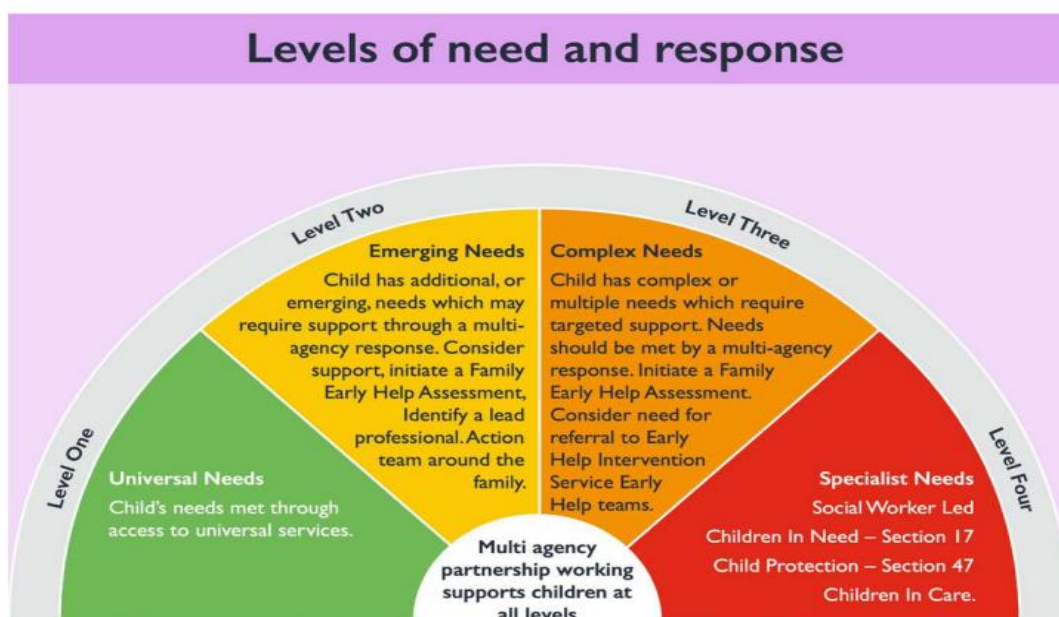 Levels of need and response
Level One
Universal Needs
Child's needs met through
access to universal services.
Level Two
Emerging Needs
Child has additional, or
emerging, needs which may
require support through a multi-
agency response. Consider
support, initiate a Family
Early Help Assessment,
Identify a lead
professional. Action
team around the
family.
Level Three
Complex Needs
Child has complex or
multiple needs which require
targeted support. Needs
should be met by a multi-agency
response. Initiate a Family
Early Help Assessment.
Consider need for
referral to Early
Help Intervention
Service Early
Help teams.
Level Four
Specialist Needs
Social Worker Led
Children In Need – Section 17
Child Protection – Section 47
Children In Care.
Multi agency
partnership working
supports children at
all levels